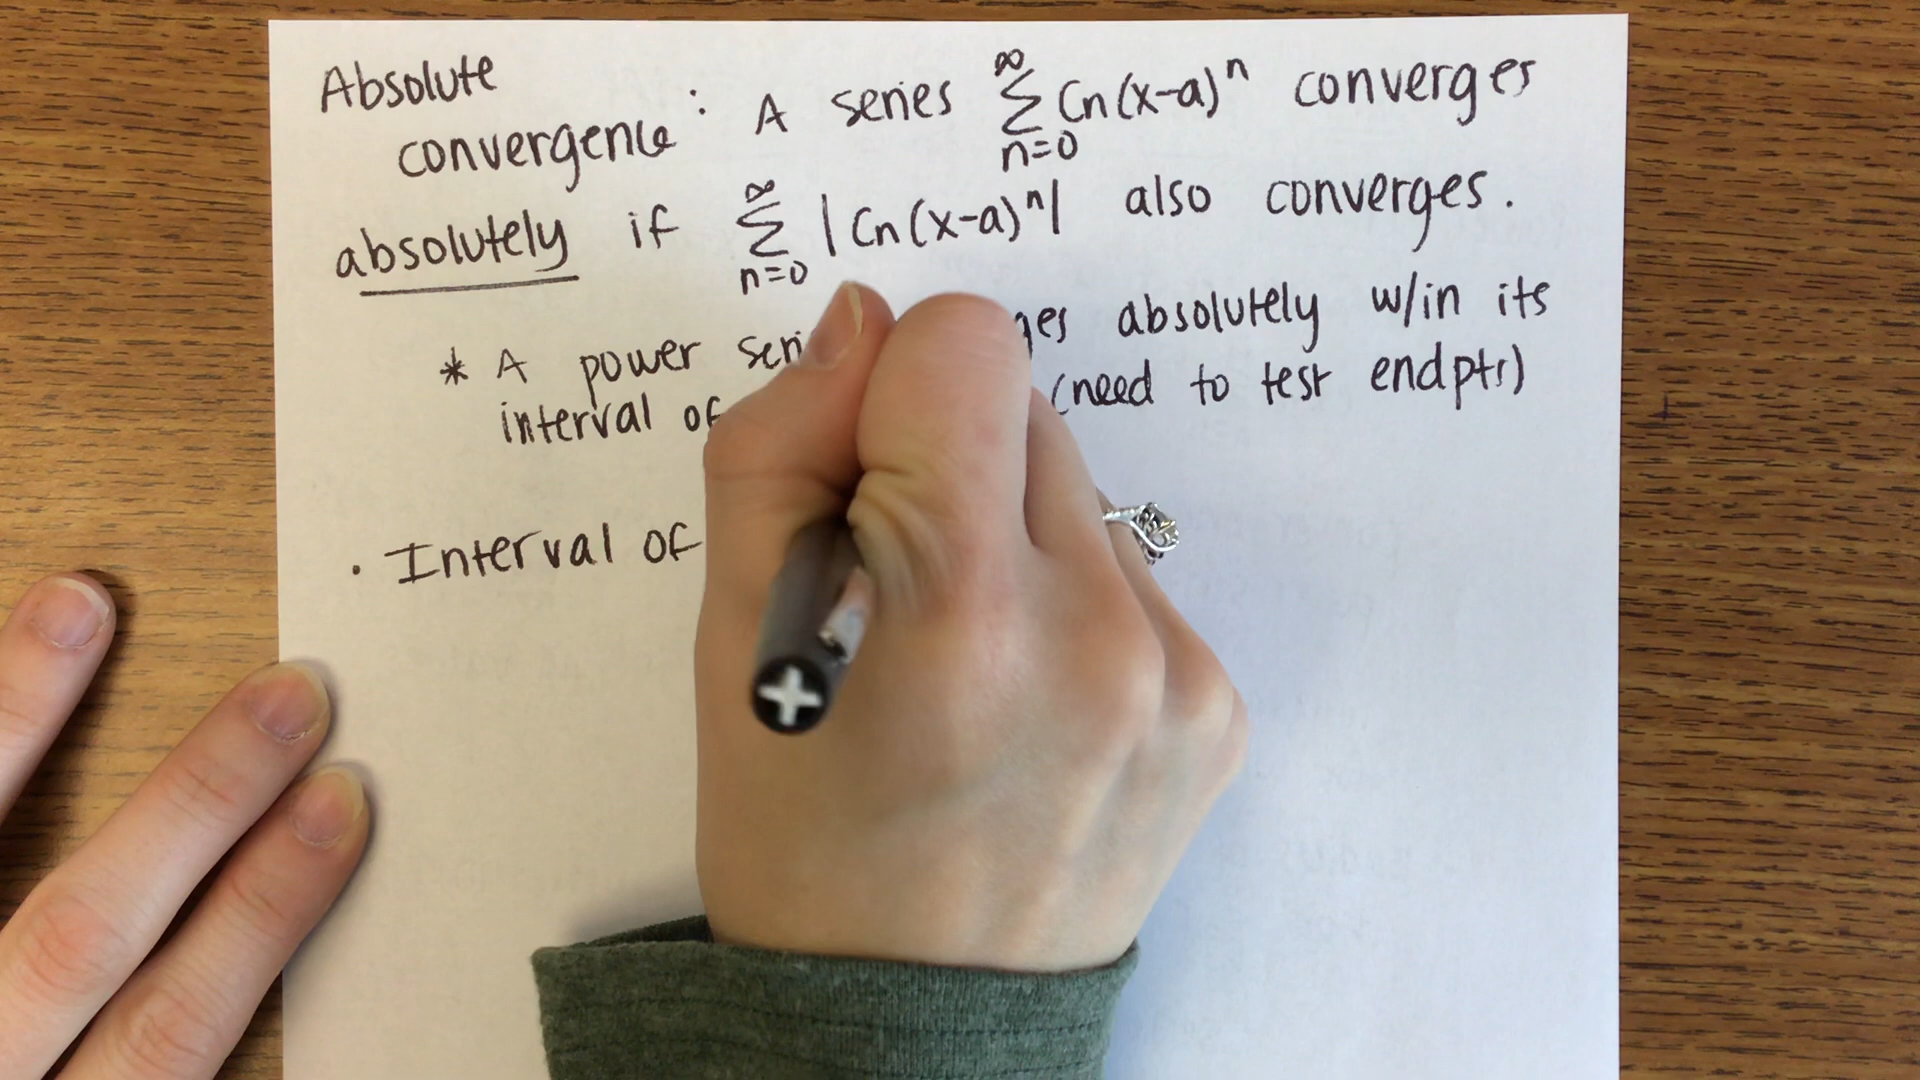 Absolute
convergence : A series ∞∑n=0 Cn(x-a)^n converges
absolutely if ∞∑n=0 |Cn(x-a)^n| also converges.
* A power absolutely w/in its
interval of (need to test endpts)
· Interval of